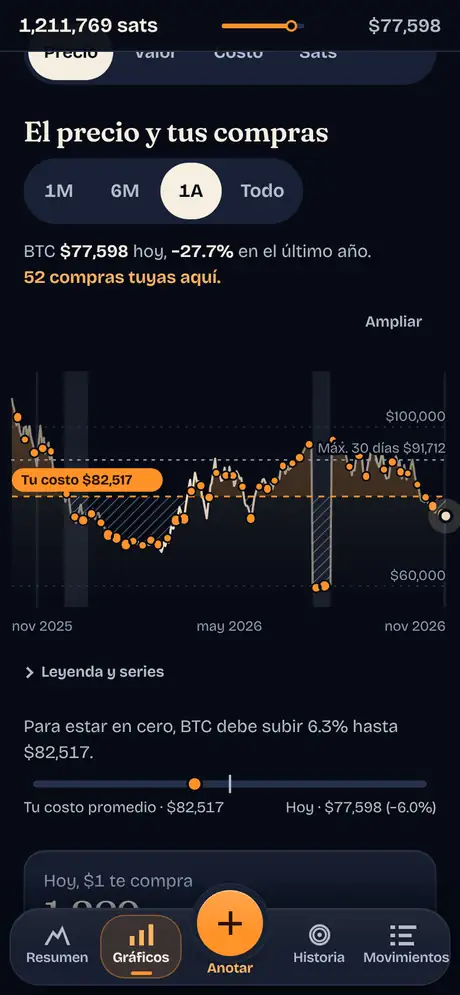 1,211,769 sats
$77,598
Precio
Valor
Costo
Sats
El precio y tus compras
1M
6M
1A
Todo
BTC $77,598 hoy, −27.7% en el último año.
52 compras tuyas aquí.
Ampliar
$100,000
Máx. 30 días $91,712
Tu costo $82,517
$60,000
nov 2025
may 2026
nov 2026
Leyenda y series
Para estar en cero, BTC debe subir 6.3% hasta
$82,517.
Tu costo promedio · $82,517
Hoy · $77,598 (−6.0%)
Hoy, $1 te compra
Resumen
Gráficos
Anotar
Historia
Movimientos